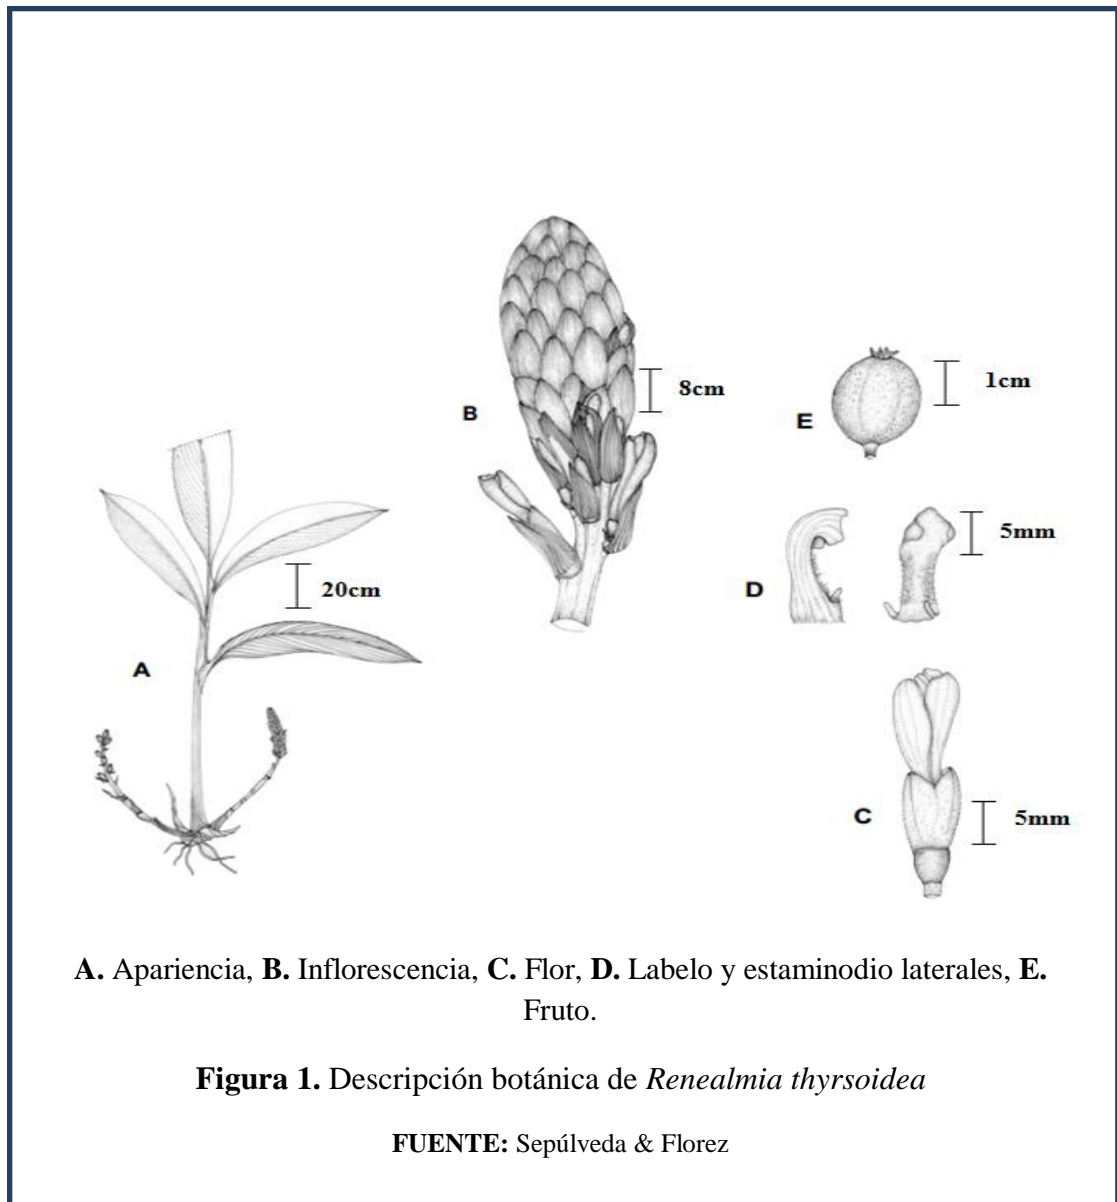 B
8cm
E
1cm
D
5mm
A
20cm
C
5mm
A. Apariencia, B. Inflorescencia, C. Flor, D. Labelo y estaminodio laterales, E.
Fruto.
Figura 1. Descripción botánica de Renealmia thyrsoidea
FUENTE: Sepúlveda & Florez